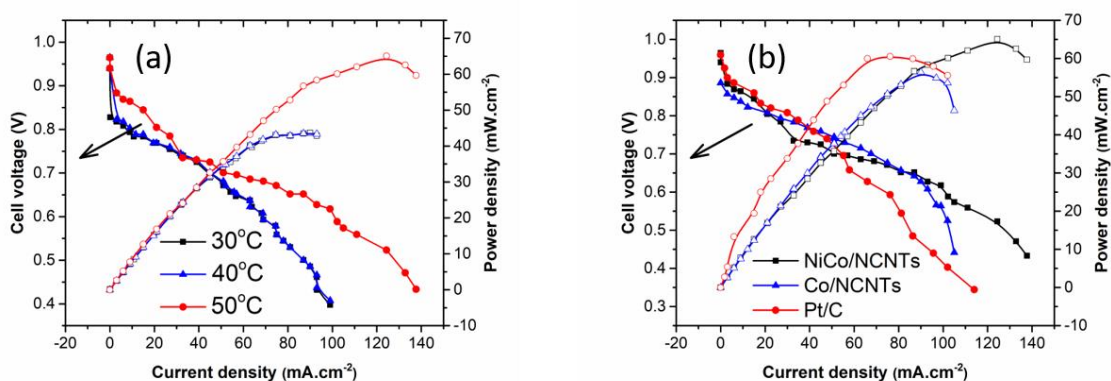 (a)
1.0
0.9
0.8
0.7
0.6
0.5
0.4
Cell voltage (V)
70
60
50
40
30
20
10
0
-10
Power density (mW.cm⁻²)
30°C
40°C
50°C
-20 0 20 40 60 80 100 120 140 160
Current density (mA.cm⁻²)
(b)
1.0
0.9
0.8
0.7
0.6
0.5
0.4
0.3
Cell voltage (V)
70
60
50
40
30
20
10
0
-10
Power density (mW.cm⁻²)
NiCo/NCNTs
Co/NCNTs
Pt/C
-20 0 20 40 60 80 100 120 140 160
Current density (mA.cm⁻²)